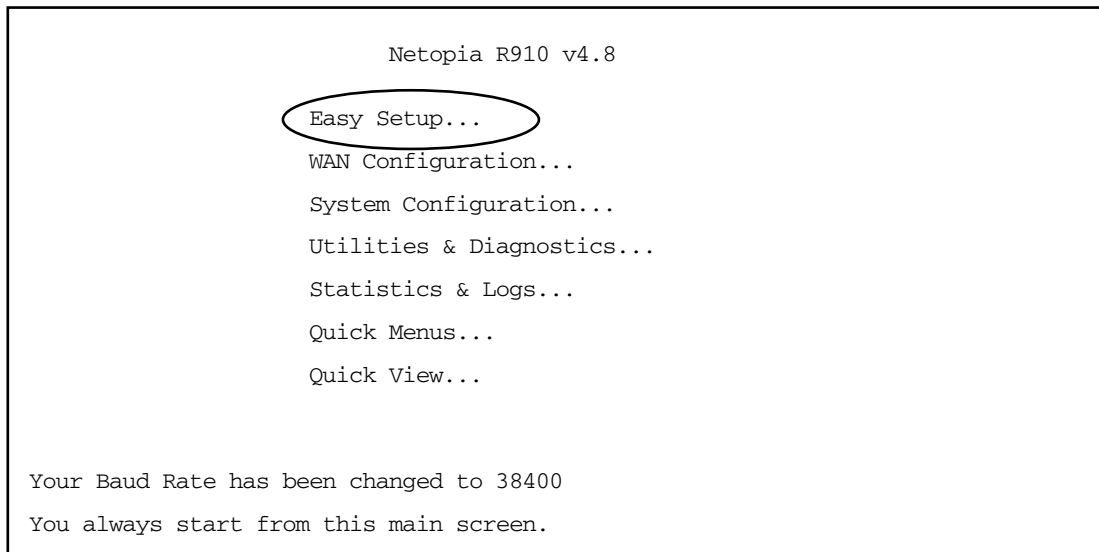 Netopia R910 v4.8
Easy Setup...
WAN Configuration...
System Configuration...
Utilities & Diagnostics...
Statistics & Logs...
Quick Menus...
Quick View...
Your Baud Rate has been changed to 38400
You always start from this main screen.